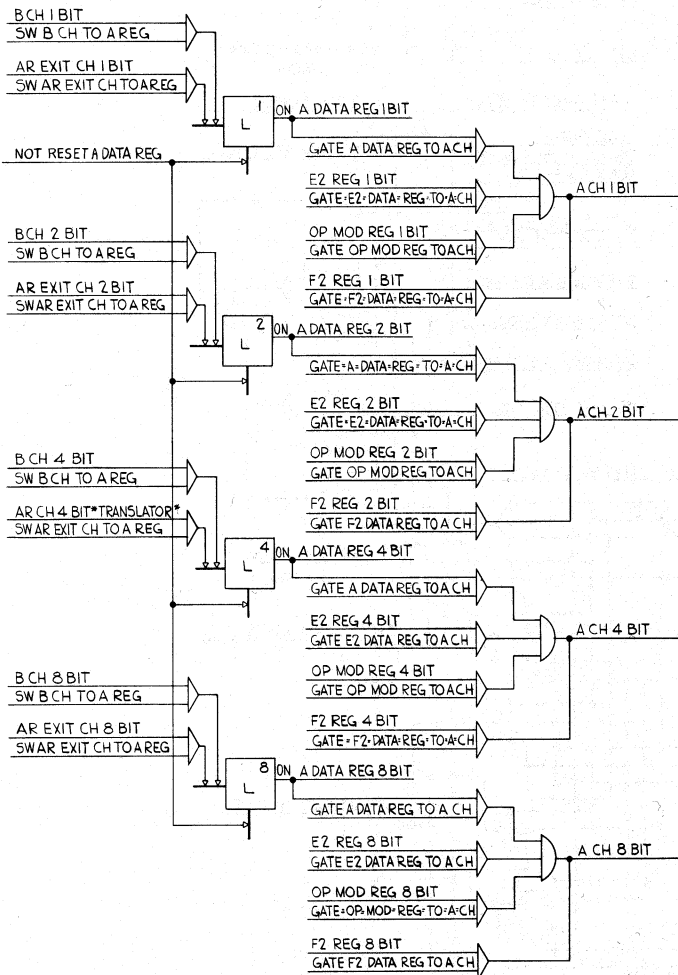 B CH 1 BIT
SW B CH TO A REG
AR EXIT CH 1 BIT
SW AR EXIT CH TO A REG
1
L
ON
A DATA REG 1 BIT
NOT RESET A DATA REG
GATE A DATA REG TO A CH
E2 REG 1 BIT
GATE=E2=DATA=REG=TO=A=CH
OP MOD REG 1 BIT
GATE OP MOD REG TO A CH
F2 REG 1 BIT
GATE=F2=DATA=REG=TO=A=CH
A CH 1 BIT
B CH 2 BIT
SW B CH TO A REG
AR EXIT CH 2 BIT
SW AR EXIT CH TO A REG
2
L
ON
A DATA REG 2 BIT
GATE=A=DATA=REG=TO=A=CH
E2 REG 2 BIT
GATE=E2=DATA=REG=TO=A=CH
OP MOD REG 2 BIT
GATE OP MOD REG TO A CH
F2 REG 2 BIT
GATE F2 DATA REG TO A CH
A CH 2 BIT
B CH 4 BIT
SW B CH TO A REG
AR CH 4 BIT*TRANSLATOR*
SW AR EXIT CH TO A REG
4
L
ON
A DATA REG 4 BIT
GATE A DATA REG TO A CH
E2 REG 4 BIT
GATE E2 DATA REG TO A CH
OP MOD REG 4 BIT
GATE OP MOD REG TO A CH
F2 REG 4 BIT
GATE=F2=DATA=REG=TO=A=CH
A CH 4 BIT
B CH 8 BIT
SW B CH TO A REG
AR EXIT CH 8 BIT
SW AR EXIT CH TO A REG
8
L
ON
A DATA REG 8 BIT
GATE A DATA REG TO A CH
E2 REG 8 BIT
GATE E2 DATA REG TO A CH
OP MOD REG 8 BIT
GATE=OP=MOD=REG=TO=A=CH
F2 REG 8 BIT
GATE F2 DATA REG TO A CH
A CH 8 BIT